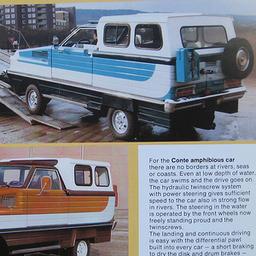 For the Conte amphibious car
there are no borders at rivers, seas
or coasts. Even at low depth of water,
the car swims and the drive goes on.
The hydraulic twinscrew system
with power steering gives sufficient
speed to the car also in strong flow
in rivers. The steering in the water
is operated by the front wheels now
freely standing proud and the
twinscrews.
The landing and continuous driving
is easy with the differential pawl
built into every car — a short braking
to dry the disk and drum brakes —